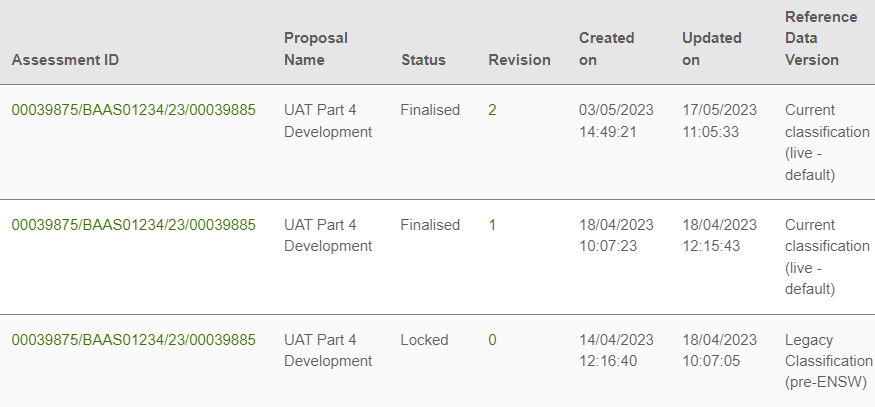 Assessment ID
Proposal
Name
Status
Revision
Created
on
Updated
on
Reference
Data
Version
00039875/BAAS01234/23/00039885
UAT Part 4
Development
Finalised
2
03/05/2023
14:49:21
17/05/2023
11:05:33
Current
classification
(live -
default)
00039875/BAAS01234/23/00039885
UAT Part 4
Development
Finalised
1
18/04/2023
10:07:23
18/04/2023
12:15:43
Current
classification
(live -
default)
00039875/BAAS01234/23/00039885
UAT Part 4
Development
Locked
0
14/04/2023
12:16:40
18/04/2023
10:07:05
Legacy
Classification
(pre-ENSW)